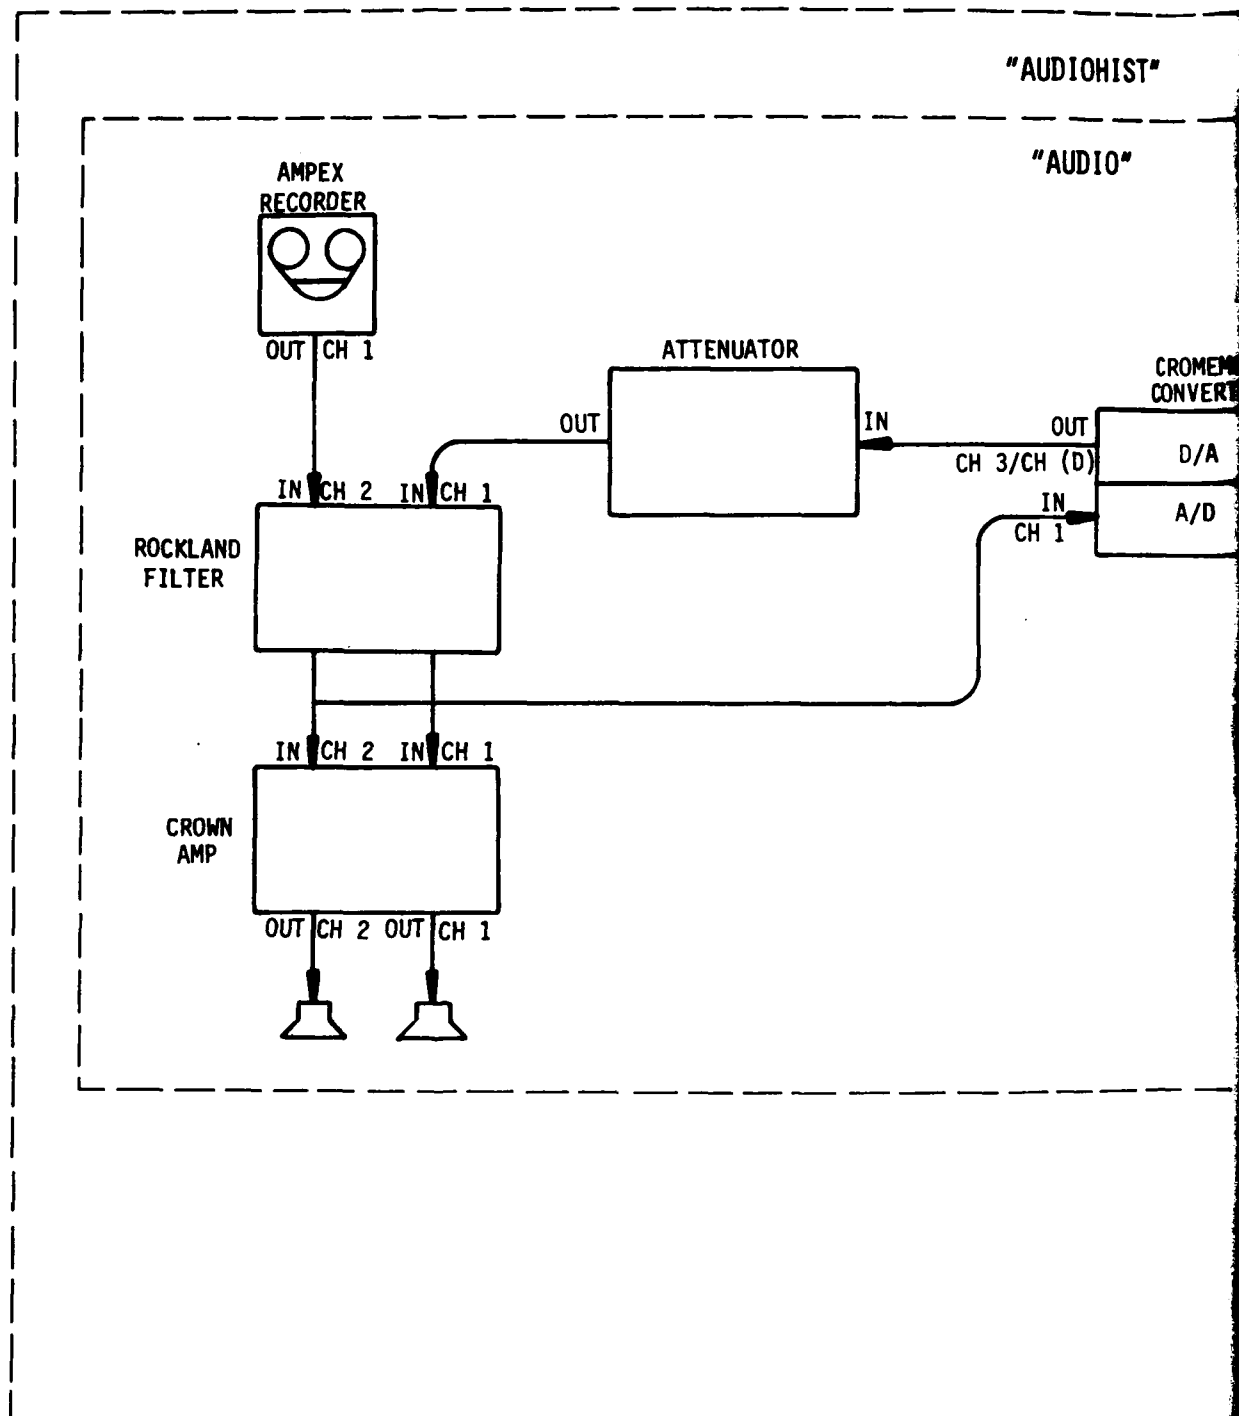 "AUDIOHIST"
"AUDIO"
AMPEX
RECORDER
OUT CH 1
ATTENUATOR
OUT
IN
OUT
CH 3/CH (D)
D/A
IN
CH 1
A/D
IN CH 2 IN CH 1
ROCKLAND
FILTER
IN CH 2 IN CH 1
CROWN
AMP
OUT CH 2 OUT CH 1